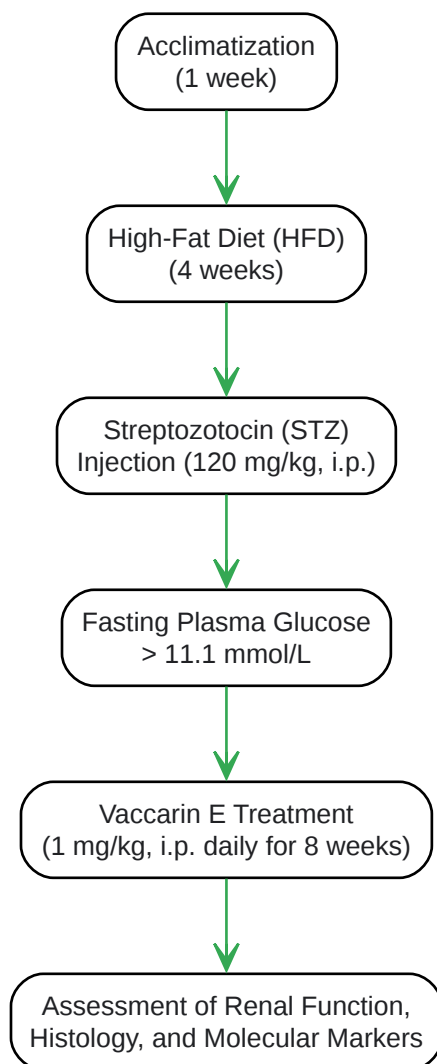 Acclimatization
(1 week)
High-Fat Diet (HFD)
(4 weeks)
Streptozotocin (STZ)
Injection (120 mg/kg, i.p.)
Fasting Plasma Glucose
> 11.1 mmol/L
Vaccarin E Treatment
(1 mg/kg, i.p. daily for 8 weeks)
Assessment of Renal Function,
Histology, and Molecular Markers